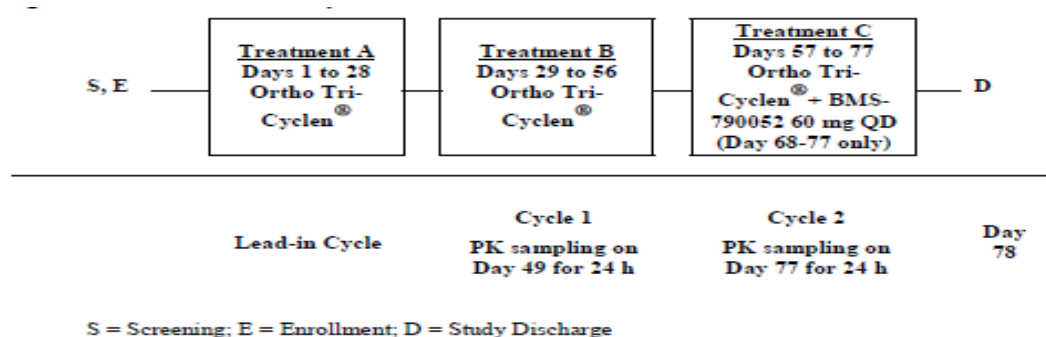 Treatment A
Days 1 to 28
Ortho Tri-
Cyclen®
Treatment B
Days 29 to 56
Ortho Tri-
Cyclen®
Treatment C
Days 57 to 77
Ortho Tri-
Cyclen® + BMS-
790052 60 mg QD
(Day 68-77 only)
S, E
D
Lead-in Cycle
Cycle 1
PK sampling on
Day 49 for 24 h
Cycle 2
PK sampling on
Day 77 for 24 h
Day
78
S = Screening; E = Enrollment; D = Study Discharge